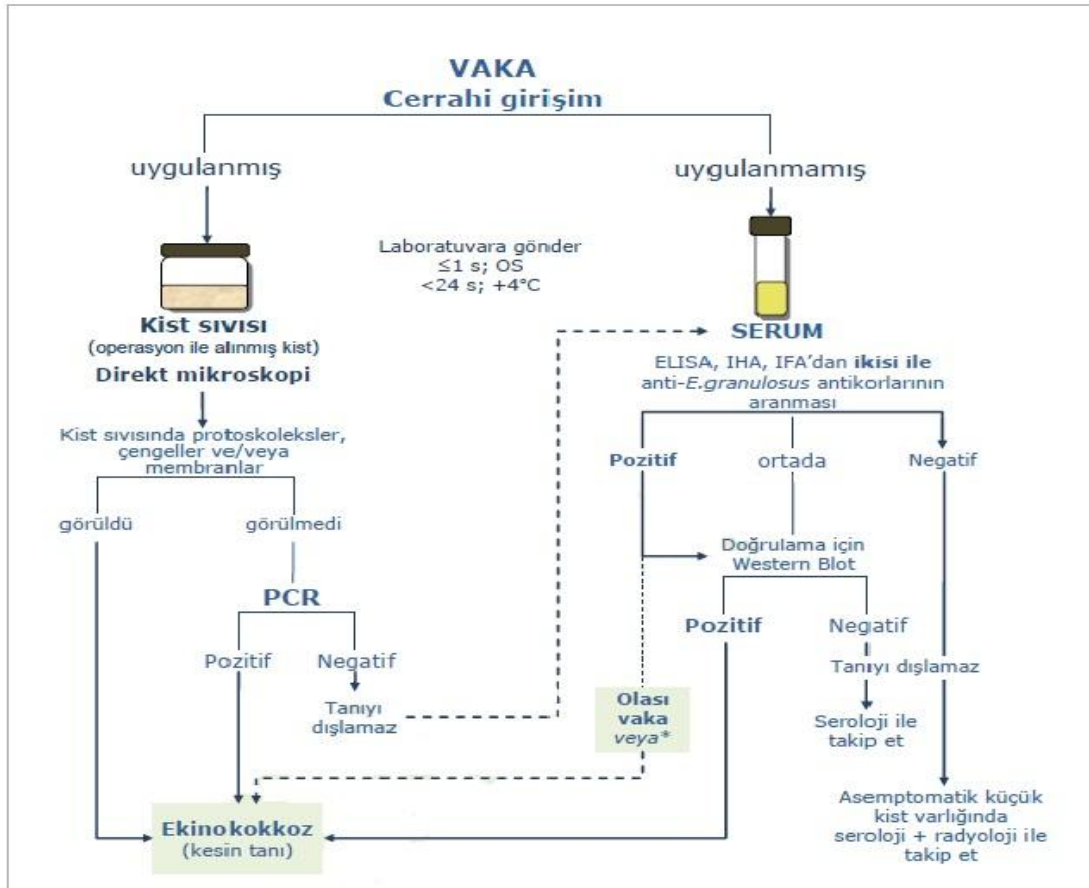 VAKA
Cerrahi girişim
uygulanmış
uygulanmamış
Laboratuvara gönder
≤1 s; OS
<24 s; +4°C
Kist sıvısı
(operasyon ile alınmış kist)
Direkt mikroskopi
Kist sıvısında protoskoleksler,
çengeller ve/veya
membranlar
görüldü
görülmedi
PCR
Pozitif
Negatif
Tanıyı
dışlamaz
SERUM
ELISA, IHA, IFA’dan ikisi ile
anti-E.granulosus antikorlarının
aranması
Pozitif
ortada
Negatif
Doğrulama için
Western Blot
Pozitif
Negatif
Tanıyı dışlamaz
Seroloji ile
takip et
Olası
vaka
veya*
Asemptomatik küçük
kist varlığında
seroloji + radyoloji ile
takip et
Ekinokokkoz
(kesin tanı)